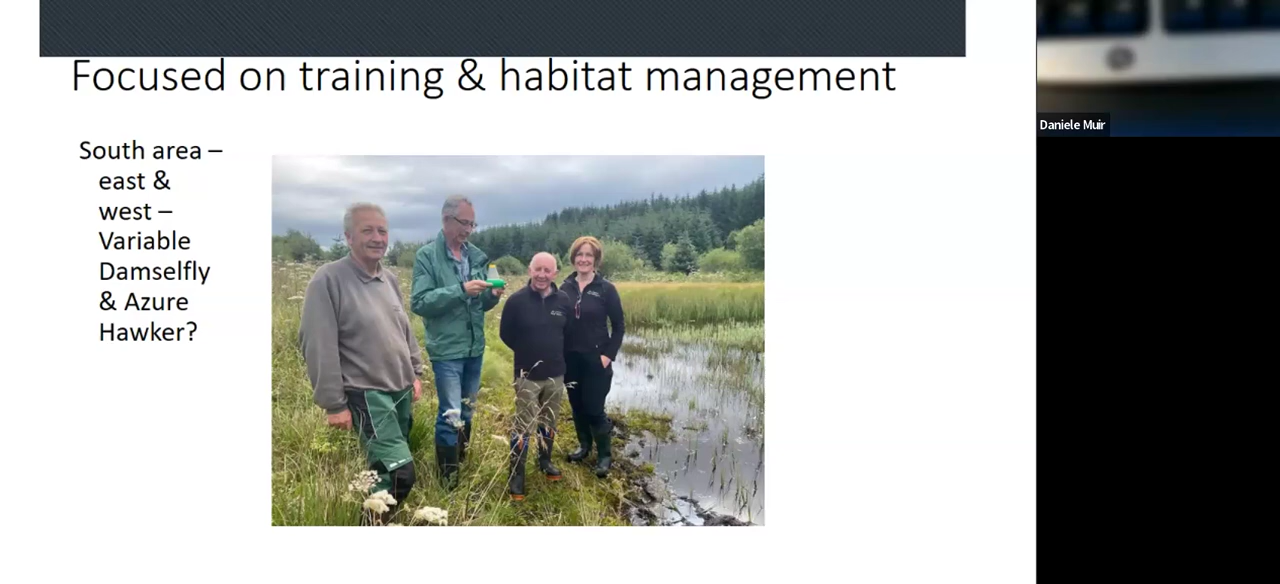 Focused on training & habitat management
South area –
east &
west –
Variable
Damselfly
& Azure
Hawker?
Daniele Muir